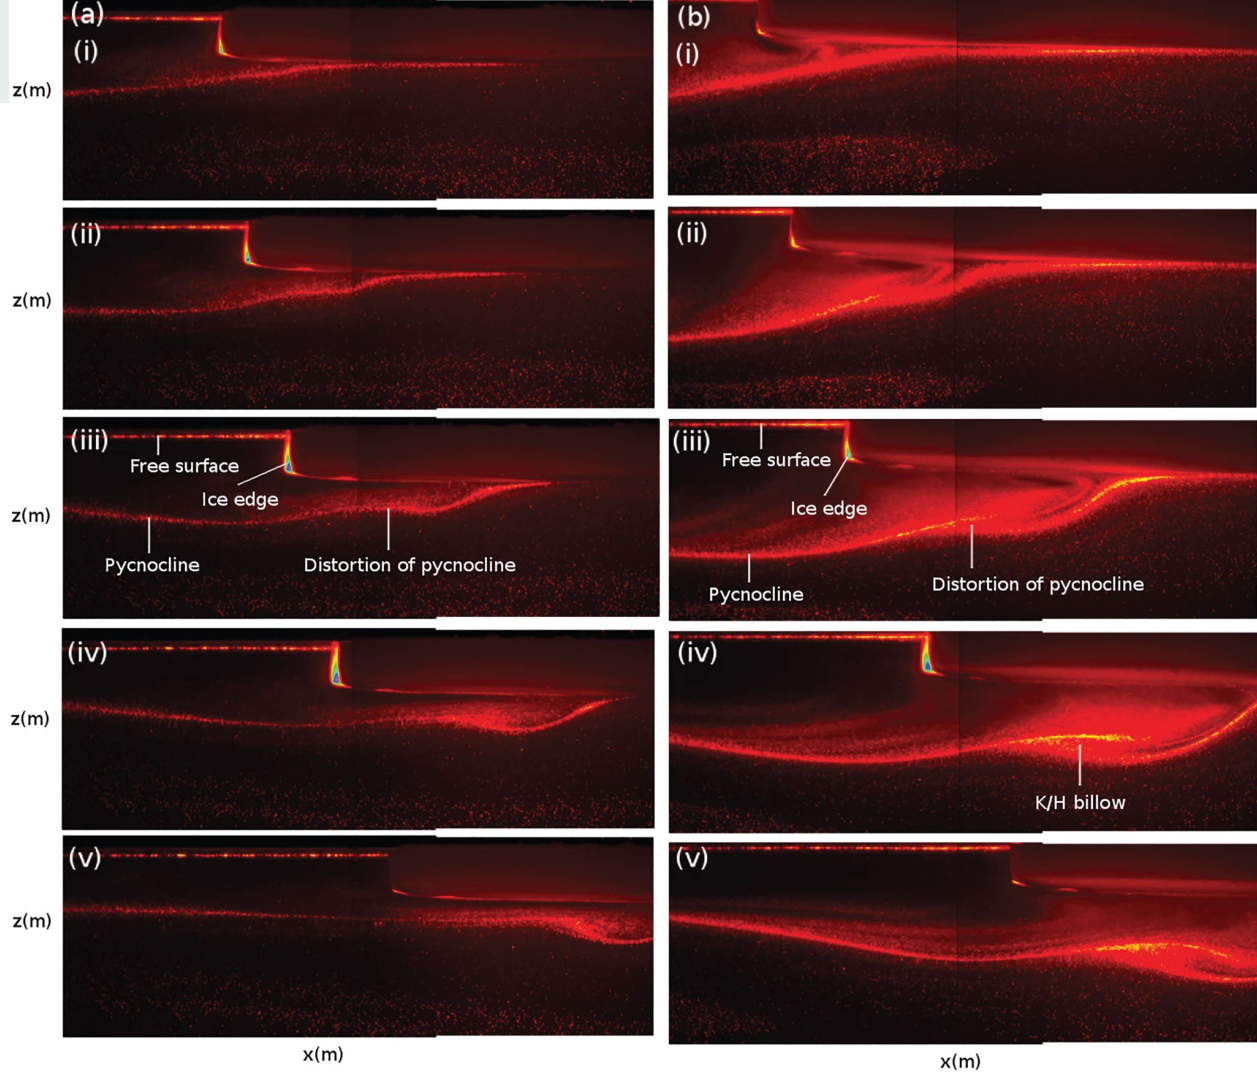 (a)
(b)
(i)
(i)
z(m)
(ii)
(ii)
z(m)
(iii)
(iii)
Free surface
Free surface
Ice edge
Ice edge
z(m)
Pycnocline
Distortion of pycnocline
Distortion of pycnocline
Pycnocline
(iv)
(iv)
z(m)
K/H billow
(v)
(v)
z(m)
x(m)
x(m)